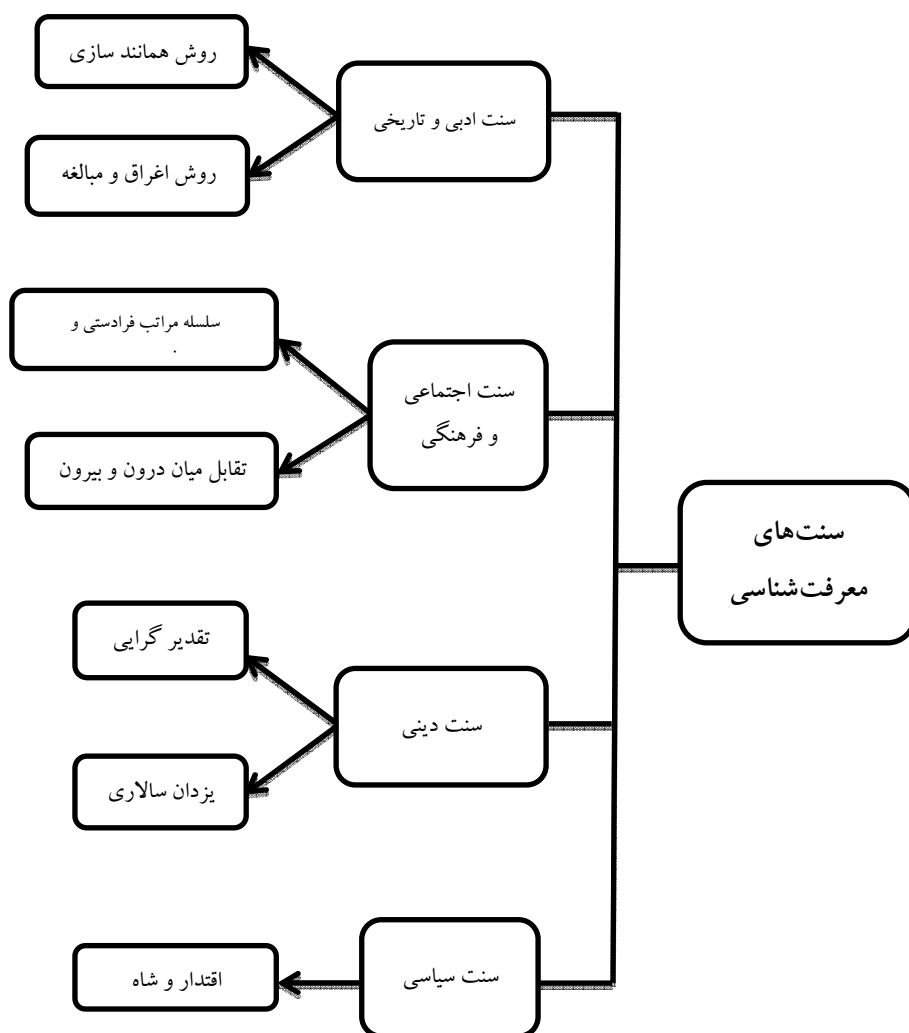 سنت‌های
معرفت‌شناسی
سنت ادبی و تاریخی
روش همانند سازی
روش اغراق و مبالغه
سنت اجتماعی
و فرهنگی
سلسله مراتب فرادستی و
تقابل میان درون و بیرون
سنت دینی
تقدیر گرایی
یزدان سالاری
سنت سیاسی
اقتدار و شاه